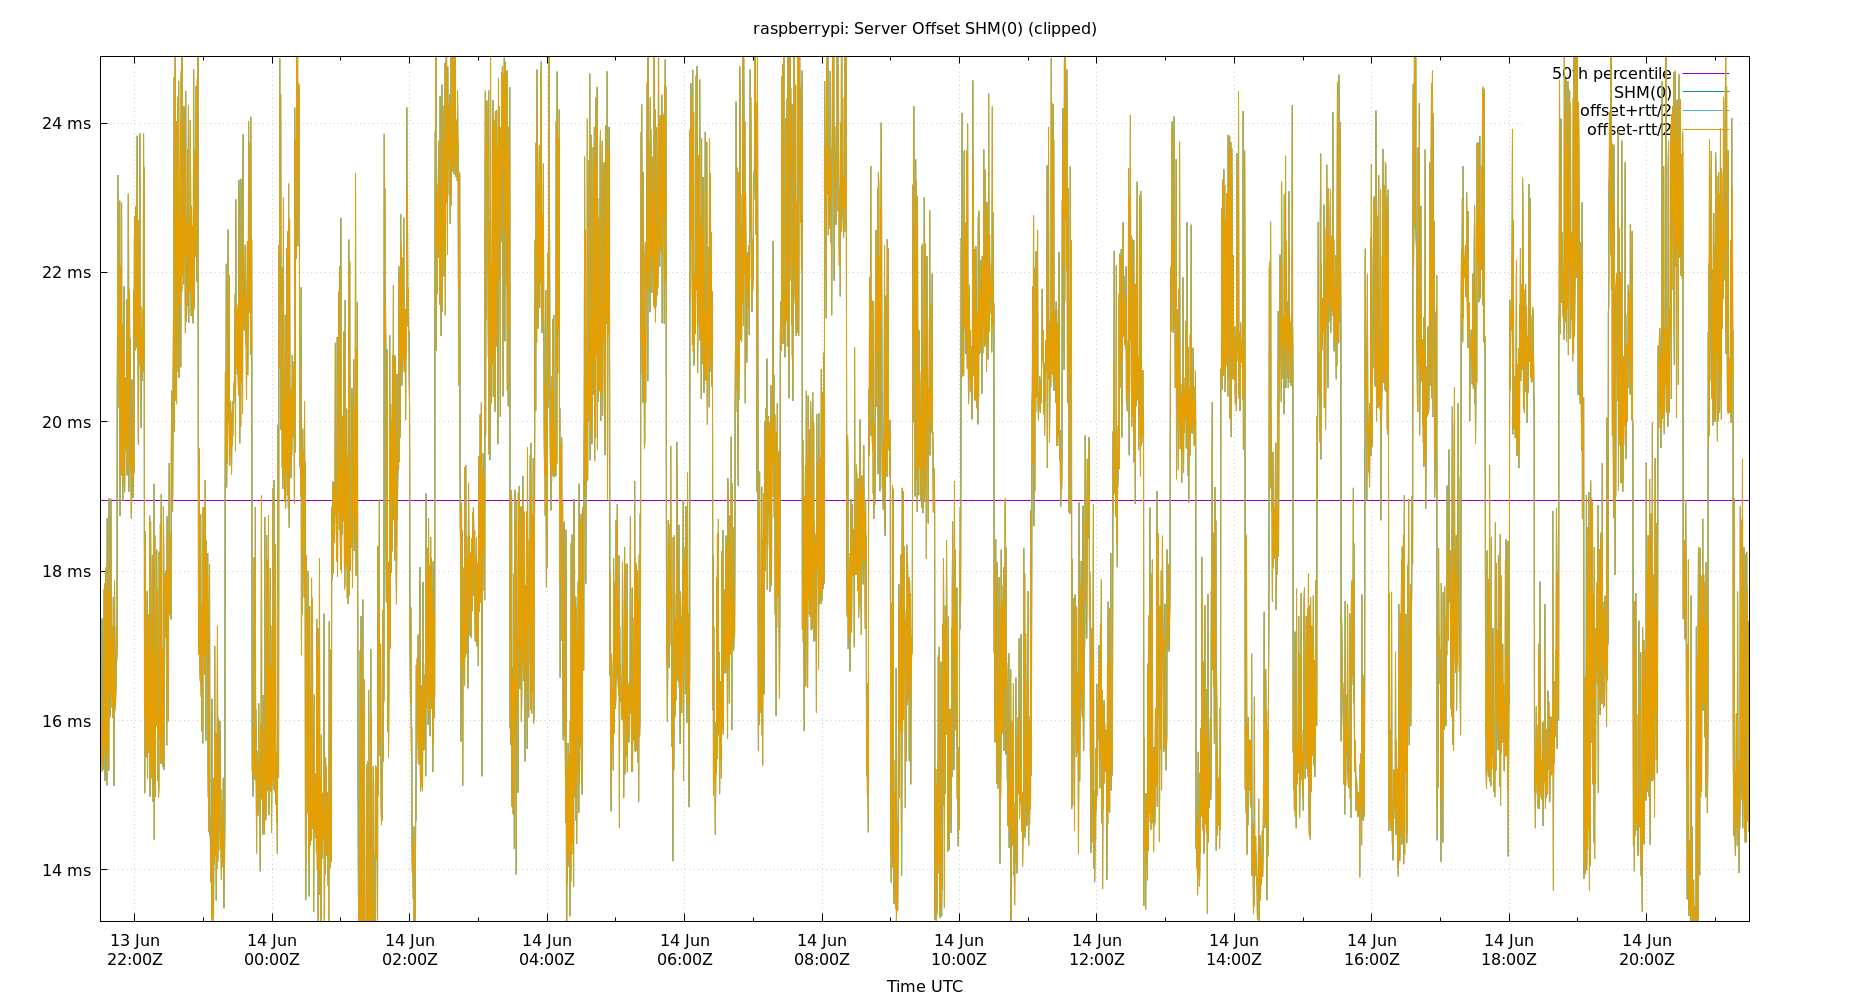 raspberrypi: Server Offset SHM(0) (clipped)
50th percentile
SHM(0)
offset+rtt/2
offset-rtt/2
24 ms
22 ms
20 ms
18 ms
16 ms
14 ms
13 Jun 14 Jun 14 Jun 14 Jun 14 Jun 14 Jun 14 Jun 14 Jun 14 Jun 14 Jun 14 Jun 14 Jun
22:00Z 00:00Z 02:00Z 04:00Z 06:00Z 08:00Z 10:00Z 12:00Z 14:00Z 16:00Z 18:00Z 20:00Z
Time UTC